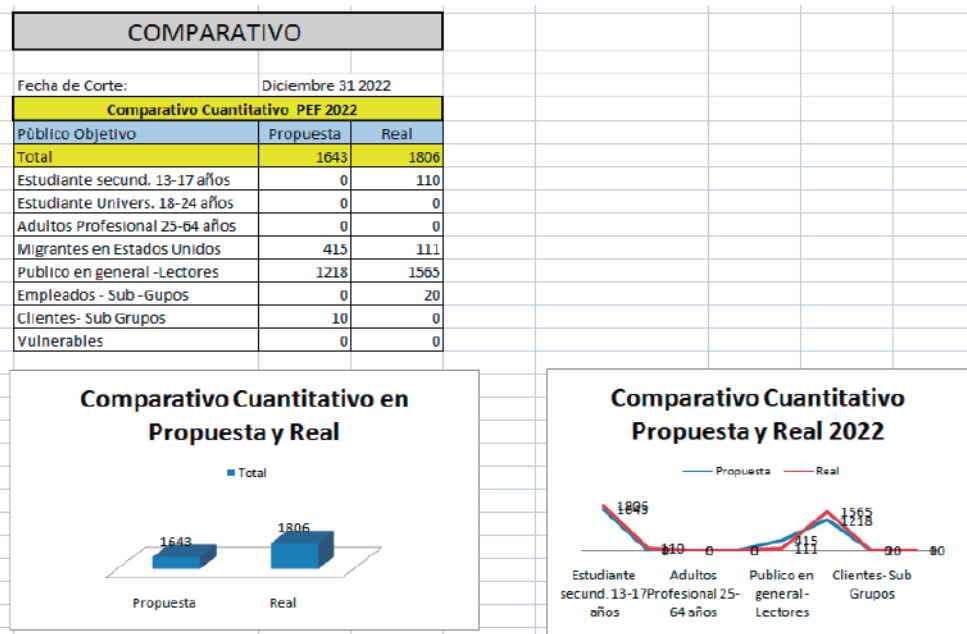 COMPARATIVO
Fecha de Corte: Diciembre 31 2022
Comparativo Cuantitativo PEF 2022
Pùblico Objetivo Propuesta Real
Total 1643 1806
Estudiante secund. 13-17 años 0 110
Estudiante Univers. 18-24 años 0 0
Adultos Profesional 25-64 años 0 0
Migrantes en Estados Unidos 415 111
Publico en general -Lectores 1218 1565
Empleados - Sub -Gupos 0 20
Clientes- Sub Grupos 10 0
Vulnerables 0 0
Comparativo Cuantitativo en
Propuesta y Real
Total
1643
1806
Propuesta Real
Comparativo Cuantitativo
Propuesta y Real 2022
Propuesta Real
1806
1643
1565
1218
415
110 0 0 111
Estudiante
secund. 13-17
años
Adultos
Profesional 25-
64 años
Publico en
general-
Lectores
Clientes- Sub
Grupos